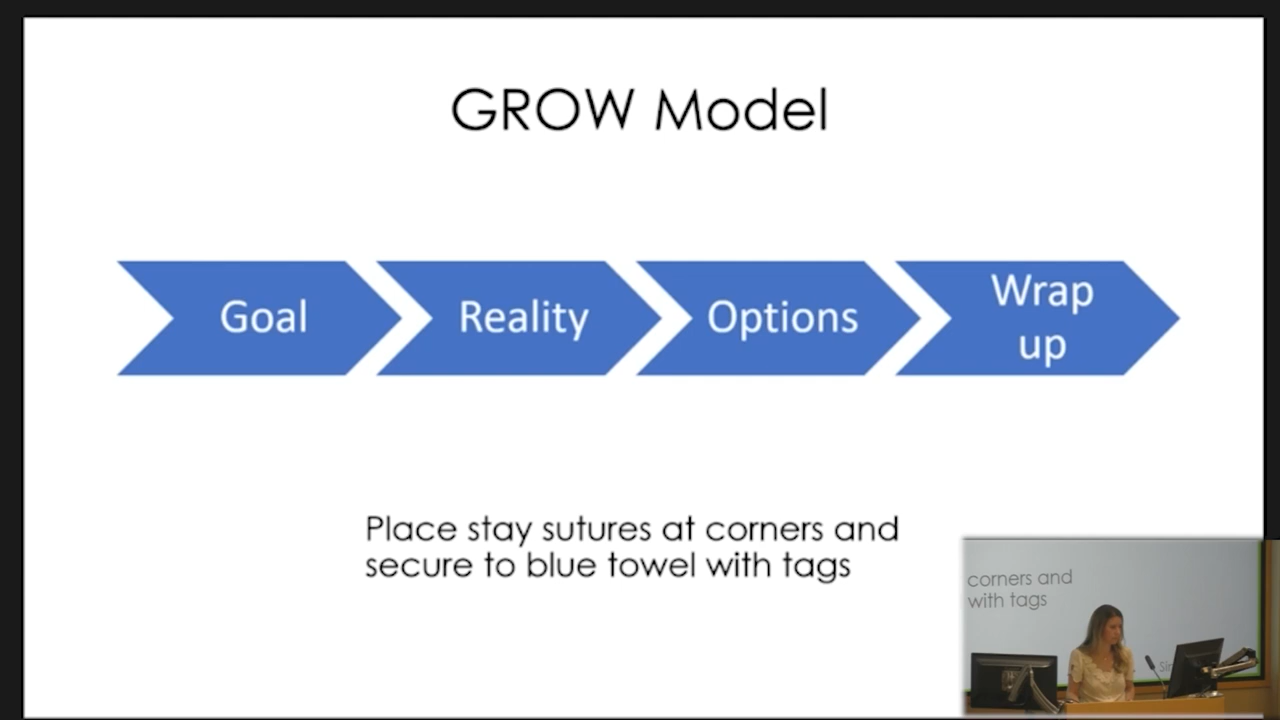 GROW Model
Goal
Reality
Options
Wrap
up
Place stay sutures at corners and
secure to blue towel with tags
corners and
with tags